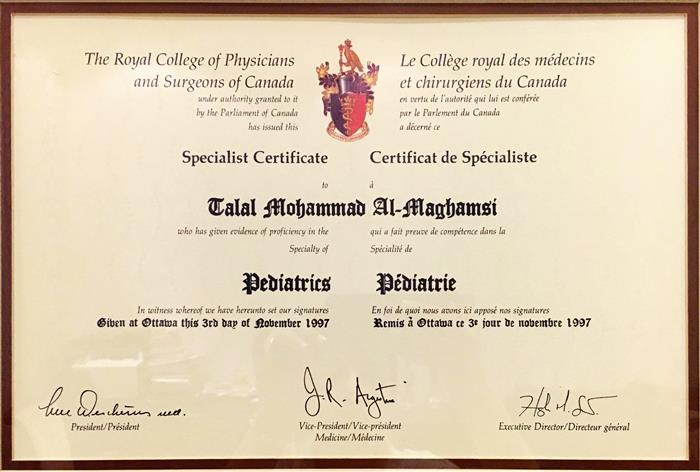 The Royal College of Physicians
and Surgeons of Canada
under authority granted to it
by the Parliament of Canada
has issued this
Le Collège royal des médecins
et chirurgiens du Canada
en vertu de l'autorité qui lui est conférée
par le Parlement du Canada
a décerné ce
Specialist Certificate
Certificat de Spécialiste
to
à
Talal Mohammad Al-Maghamsi
who has given evidence of proficiency in the
Specialty of
qui a fait preuve de compétence dans la
Spécialité de
Pediatrics
Pédiatrie
In witness whereof we have hereunto set our signatures
Given at Ottawa this 3rd day of November 1997
En foi de quoi nous avons ici apposé nos signatures
Remis à Ottawa ce 3e jour de novembre 1997
President/Président
Vice-President/Vice-président
Medicine/Médecine
Executive Director/Directeur général